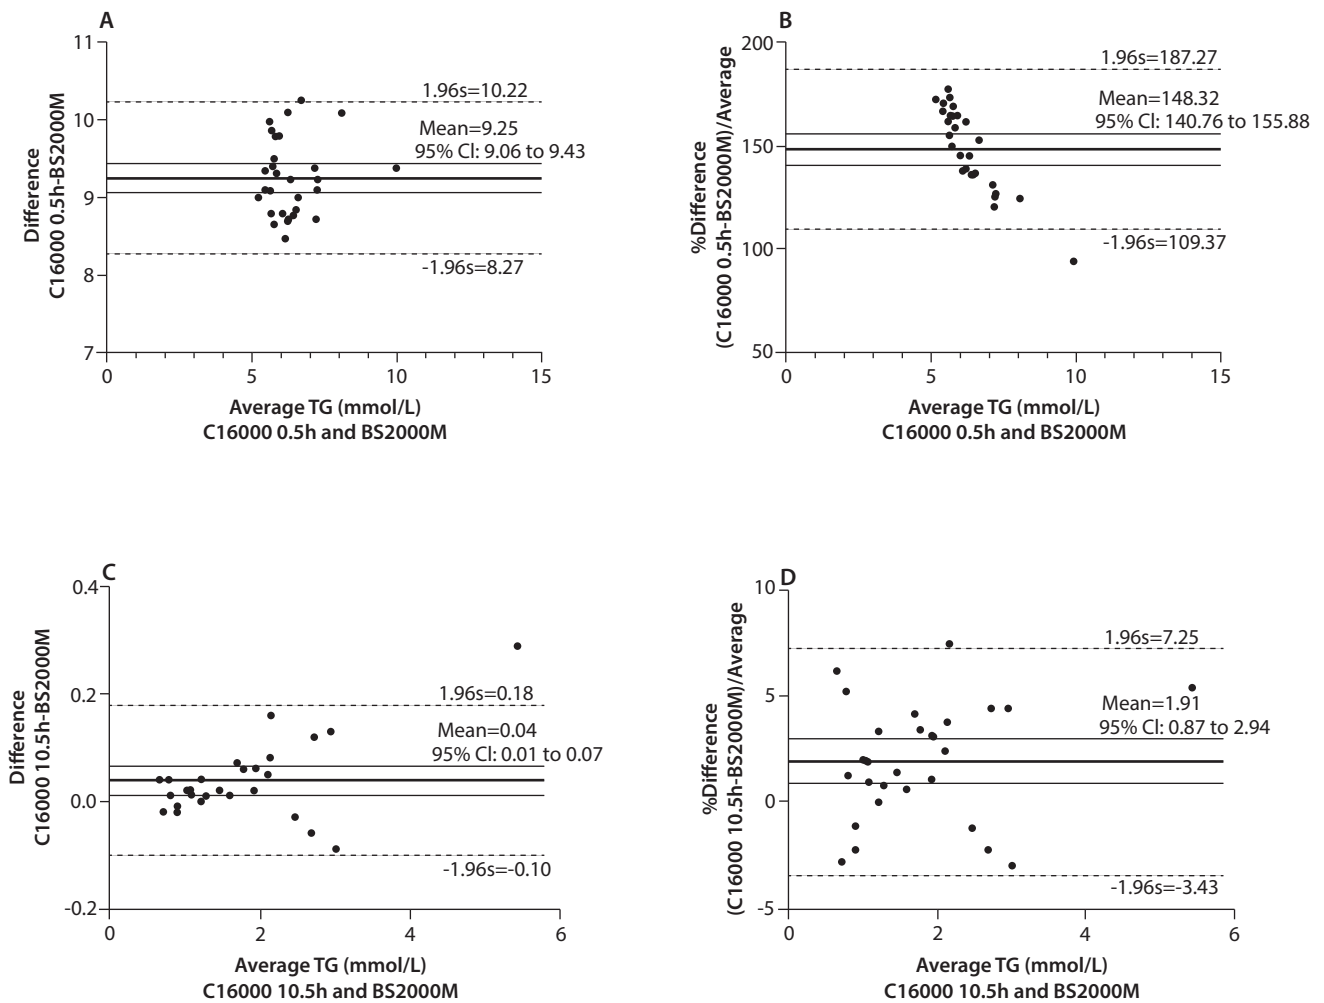 A
Difference
C16000 0.5h-BS2000M
11
10
9
8
7
1.96s=10.22
Mean=9.25
95% Cl: 9.06 to 9.43
-1.96s=8.27
0
5
10
15
Average TG (mmol/L)
C16000 0.5h and BS2000M
B
%Difference
(C16000 0.5h-BS2000M)/Average
200
150
100
50
1.96s=187.27
Mean=148.32
95% Cl: 140.76 to 155.88
-1.96s=109.37
0
5
10
15
Average TG (mmol/L)
C16000 0.5h and BS2000M
C
Difference
C16000 10.5h-BS2000M
0.4
0.2
0.0
-0.2
1.96s=0.18
Mean=0.04
95% Cl: 0.01 to 0.07
-1.96s=-0.10
0
2
4
6
Average TG (mmol/L)
C16000 10.5h and BS2000M
D
%Difference
(C16000 10.5h-BS2000M)/Average
10
5
0
-5
1.96s=7.25
Mean=1.91
95% Cl: 0.87 to 2.94
-1.96s=-3.43
0
2
4
6
Average TG (mmol/L)
C16000 10.5h and BS2000M